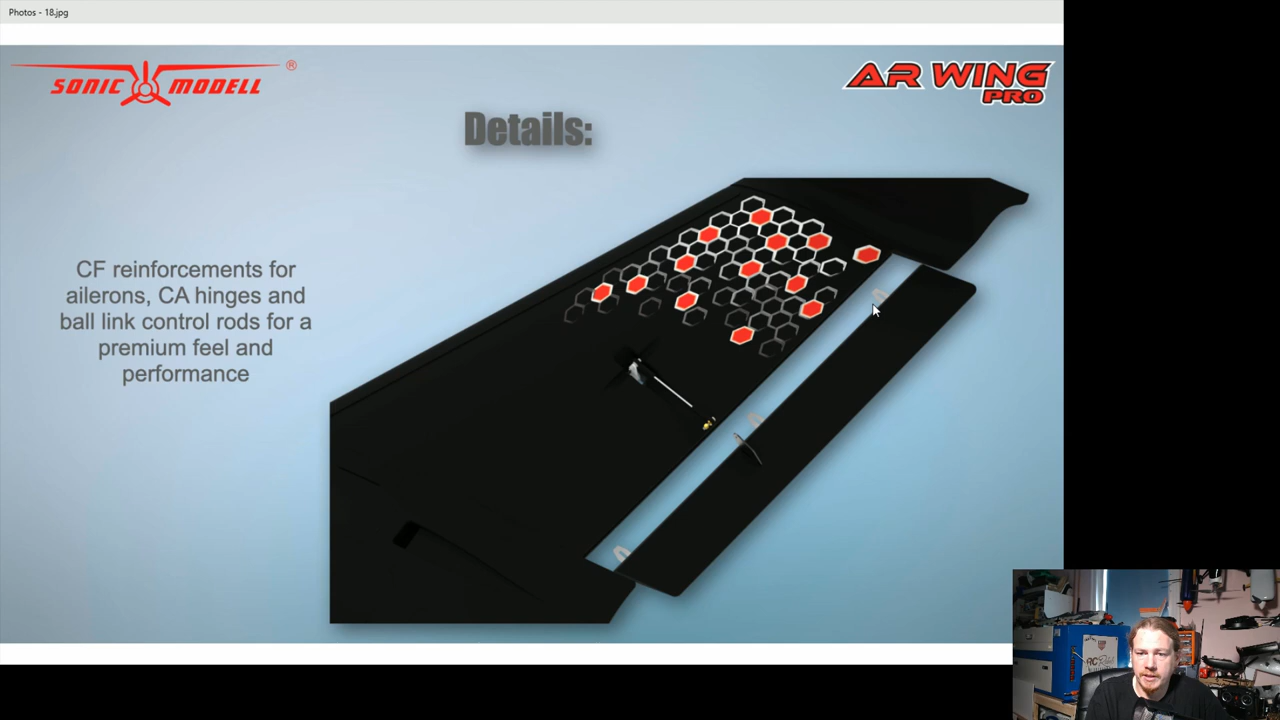 Photos - 18.jpg
SONIC MODELL ®
AR WING
PRO
Details:
CF reinforcements for
ailerons, CA hinges and
ball link control rods for a
premium feel and
performance